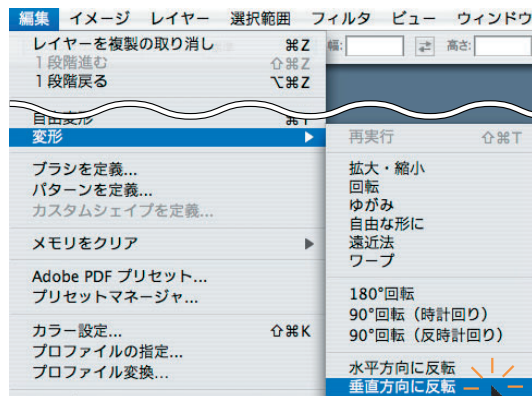 編集 イメージ レイヤー 選択範囲 フィルタ ビュー ウィンドウ
レイヤーを複製の取り消し ⌘Z
幅: 高さ:
1段階進む ⇧⌘Z
1段階戻る ⌥⌘Z
自由変形 ⌘T
変形
再実行 ⇧⌘T
拡大・縮小
回転
ゆがみ
自由な形に
遠近法
ワープ
180°回転
90°回転（時計回り）
90°回転（反時計回り）
水平方向に反転
垂直方向に反転
ブラシを定義...
パターンを定義...
カスタムシェイプを定義...
メモリをクリア
Adobe PDF プリセット...
プリセットマネージャ...
カラー設定... ⇧⌘K
プロファイルの指定...
プロファイル変換...